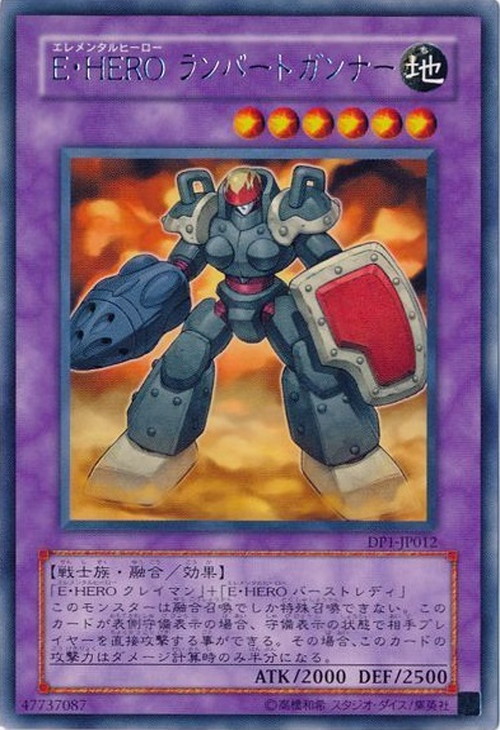 エレメンタルヒーロー
E・HERO ランパートガンナー
地
DP1-JP012
【戦士族・融合/効果】
「E・HERO クレイマン」+「E・HERO バーストレディ」
このモンスターは融合召喚でしか特殊召喚できない。この
カードが表側守備表示の場合、守備表示の状態で相手プレ
イヤーを直接攻撃する事ができる。その場合、このカードの
攻撃力はダメージ計算時のみ半分になる。
ATK/2000 DEF/2500
47737087
©高橋和希 スタジオ・ダイス/集英社